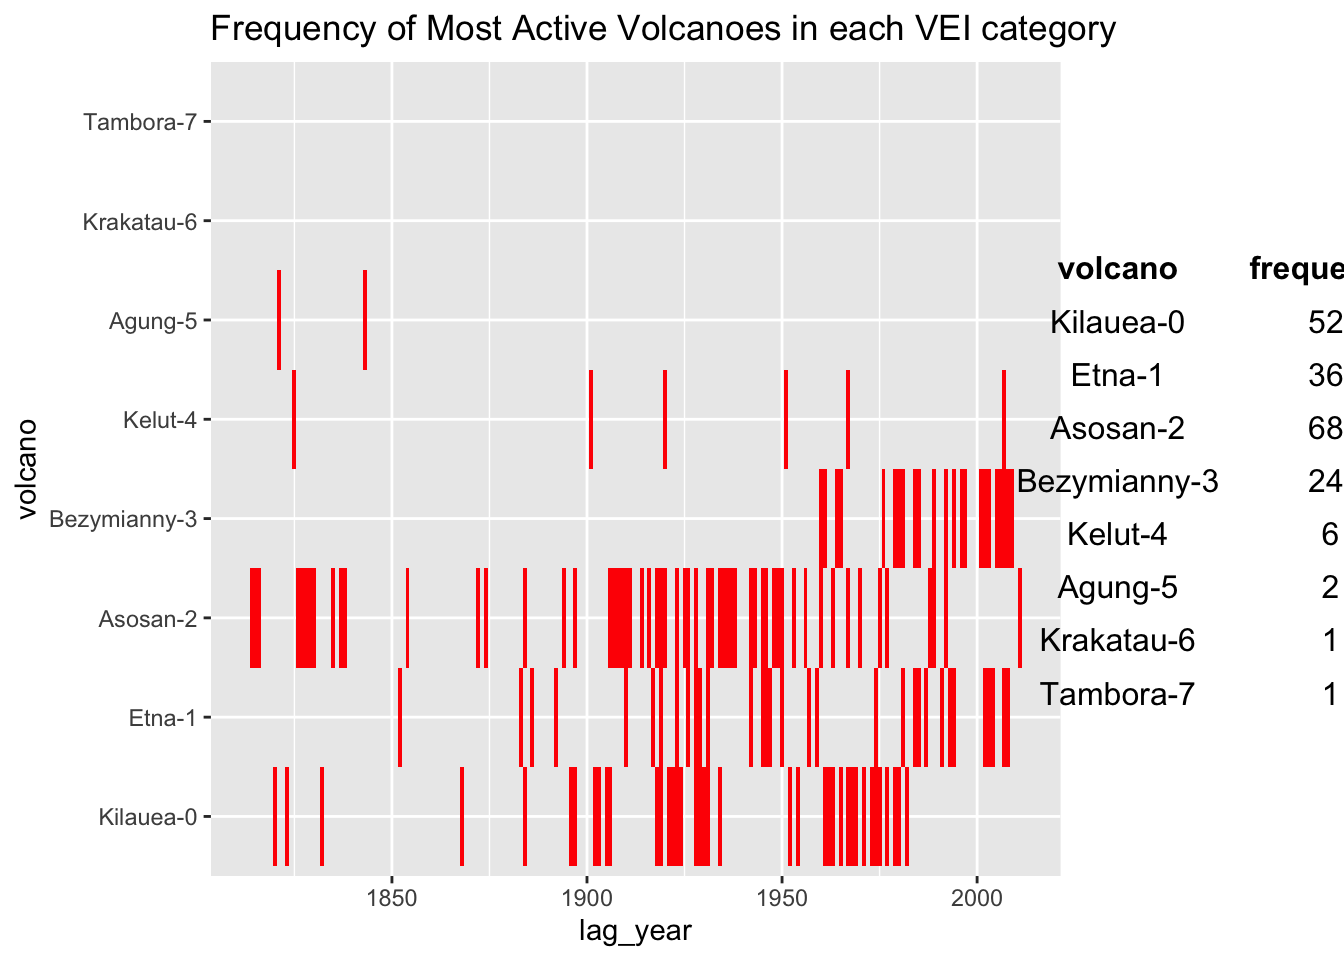 Frequency of Most Active Volcanoes in each VEI category
volcano
Tambora-7
Krakatau-6
Agung-5
Kelut-4
Bezymianny-3
Asosan-2
Etna-1
Kilauea-0
1850 1900 1950 2000
lag_year
volcano freque
Kilauea-0 52
Etna-1 36
Asosan-2 68
Bezymianny-3 24
Kelut-4 6
Agung-5 2
Krakatau-6 1
Tambora-7 1